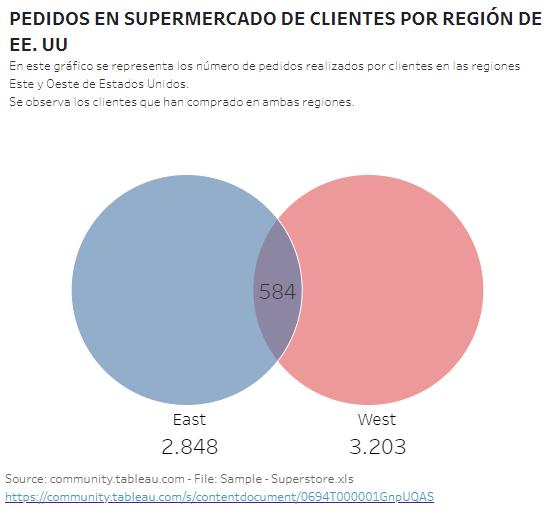 PEDIDOS EN SUPERMERCADO DE CLIENTES POR REGIÓN DE
EE. UU
En este gráfico se representa los número de pedidos realizados por clientes en las regiones
Este y Oeste de Estados Unidos.
Se observa los clientes que han comprado en ambas regiones.
584
East West
2.848 3.203
Source: community.tableau.com - File: Sample - Superstore.xls
https://community.tableau.com/s/contentdocument/0694T000001GnpUQAS